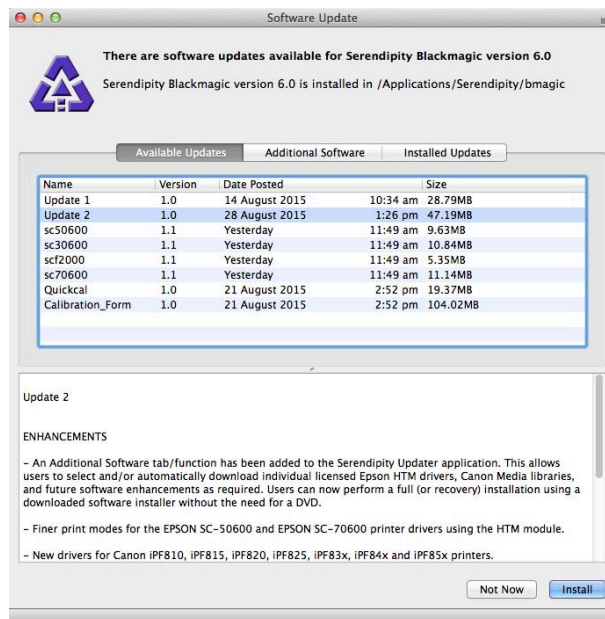 Software Update
There are software updates available for Serendipity Blackmagic version 6.0
Serendipity Blackmagic version 6.0 is installed in /Applications/Serendipity/bmagic
Available Updates Additional Software Installed Updates
Name Version Date Posted Size
Update 1 1.0 14 August 2015 10:34 am 28.79MB
Update 2 1.0 28 August 2015 1:26 pm 47.19MB
sc50600 1.1 Yesterday 11:49 am 9.63MB
sc30600 1.1 Yesterday 11:49 am 10.84MB
scf2000 1.1 Yesterday 11:49 am 5.35MB
sc70600 1.1 Yesterday 11:49 am 11.14MB
Quickcal 1.0 21 August 2015 2:52 pm 19.37MB
Calibration_Form 1.0 21 August 2015 2:52 pm 104.02MB
Update 2
ENHANCEMENTS
– An Additional Software tab/function has been added to the Serendipity Updater application. This allows
users to select and/or automatically download individual licensed Epson HTM drivers, Canon Media libraries,
and future software enhancements as required. Users can now perform a full (or recovery) installation using a
downloaded software installer without the need for a DVD.
– Finer print modes for the EPSON SC-50600 and EPSON SC-70600 printer drivers using the HTM module.
– New drivers for Canon iPF810, iPF815, iPF820, iPF825, iPF83x, iPF84x and iPF85x printers.
Not Now Install